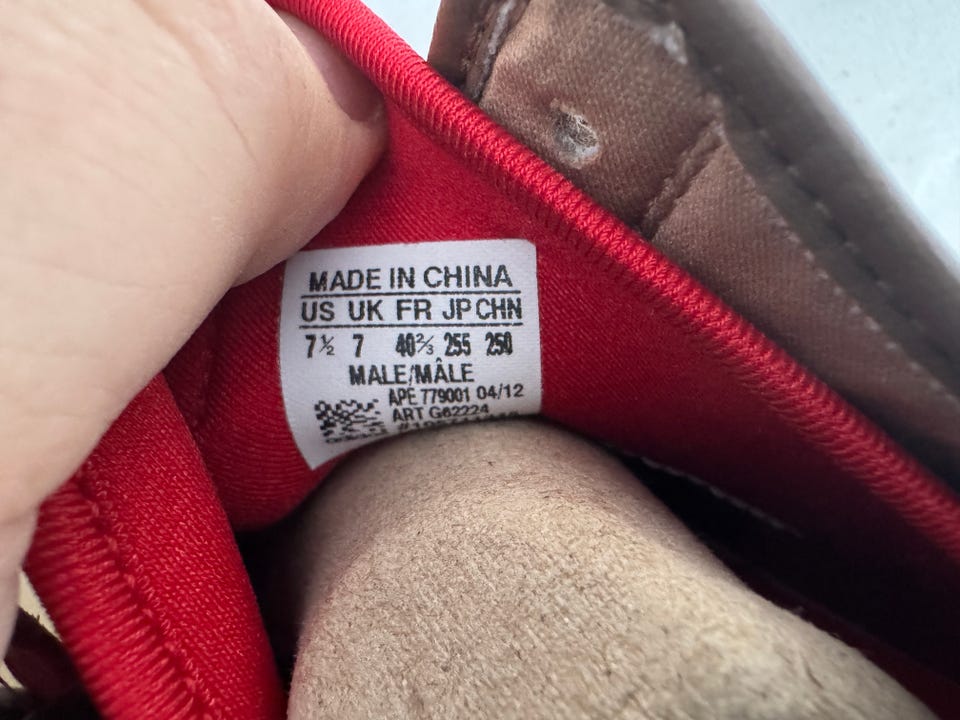 MADE IN CHINA
US UK FR JP CHN
7½ 7 40⅔ 255 250
MALE/MÂLE
APE 779001 04/12
ART G62224